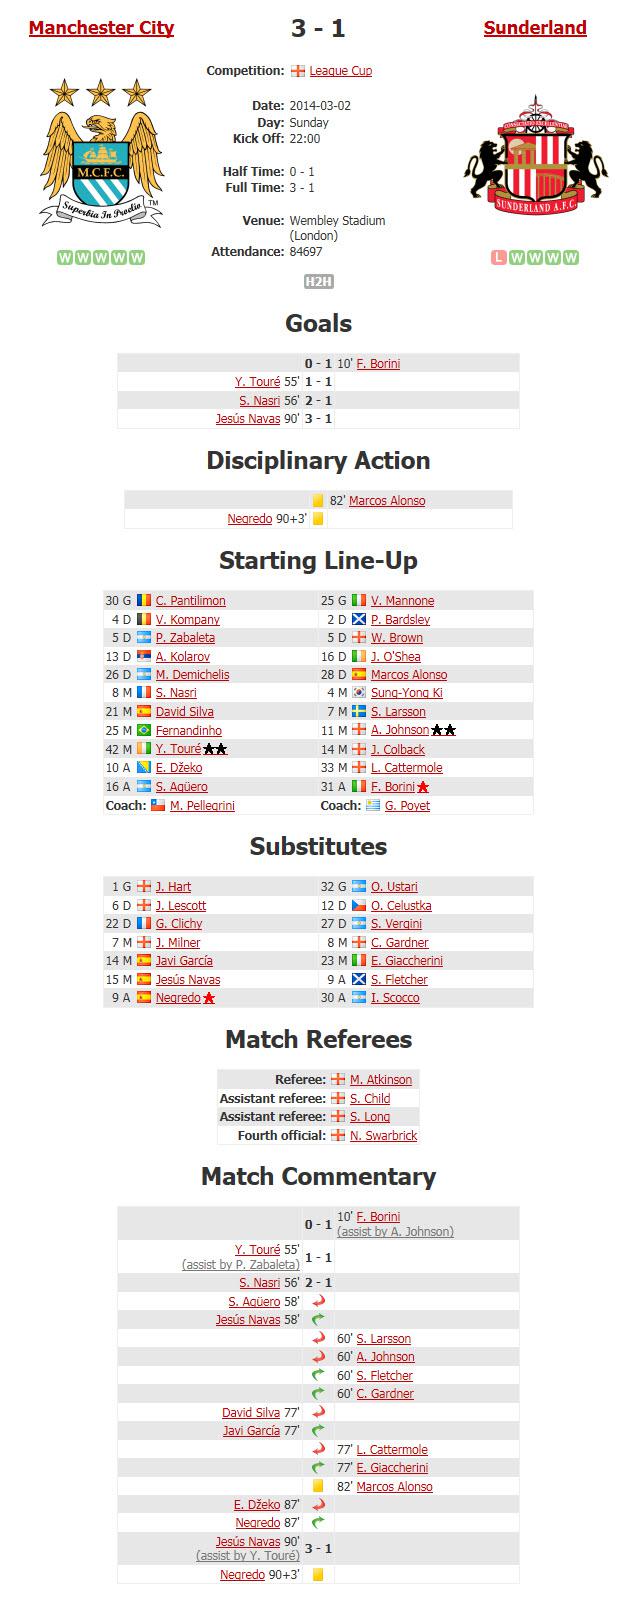 Manchester City 3 - 1 Sunderland
Competition: League Cup
Date: 2014-03-02
Day: Sunday
Kick Off: 22:00
Half Time: 0 - 1
Full Time: 3 - 1
Venue: Wembley Stadium
(London)
Attendance: 84697
M.C.F.C.
Superbia In Proelio
TM
CONSECTATIO EXCELLENTIAE
SUNDERLAND A.F.C.
W W W W W
L W W W W
H2H
Goals
0 - 1 10' F. Borini
Y. Touré 55' 1 - 1
S. Nasri 56' 2 - 1
Jesús Navas 90' 3 - 1
Disciplinary Action
82' Marcos Alonso
Negredo 90+3'
Starting Line-Up
30 G C. Pantilimon 25 G V. Mannone
4 D V. Kompany 2 D P. Bardsley
5 D P. Zabaleta 5 D W. Brown
13 D A. Kolarov 16 D J. O'Shea
26 D M. Demichelis 28 D Marcos Alonso
8 M S. Nasri 4 M Sung-Yong Ki
21 M David Silva 7 M S. Larsson
25 M Fernandinho 11 M A. Johnson
42 M Y. Touré 14 M J. Colback
10 A E. Džeko 33 M L. Cattermole
16 A S. Agüero 31 A F. Borini
Coach: M. Pellegrini Coach: G. Poyet
Substitutes
1 G J. Hart 32 G O. Ustari
6 D J. Lescott 12 D O. Celustka
22 D G. Clichy 27 D S. Vergini
7 M J. Milner 8 M C. Gardner
14 M Javi García 23 M E. Giaccherini
15 M Jesús Navas 9 A S. Fletcher
9 A Negredo 30 A I. Scocco
Match Referees
Referee: M. Atkinson
Assistant referee: S. Child
Assistant referee: S. Long
Fourth official: N. Swarbrick
Match Commentary
0 - 1 10' F. Borini
(assist by A. Johnson)
Y. Touré 55' 1 - 1
(assist by P. Zabaleta)
S. Nasri 56' 2 - 1
S. Agüero 58'
Jesús Navas 58'
60' S. Larsson
60' A. Johnson
60' S. Fletcher
60' C. Gardner
David Silva 77'
Javi García 77'
77' L. Cattermole
77' E. Giaccherini
82' Marcos Alonso
E. Džeko 87'
Negredo 87'
Jesús Navas 90' 3 - 1
(assist by Y. Touré)
Negredo 90+3'